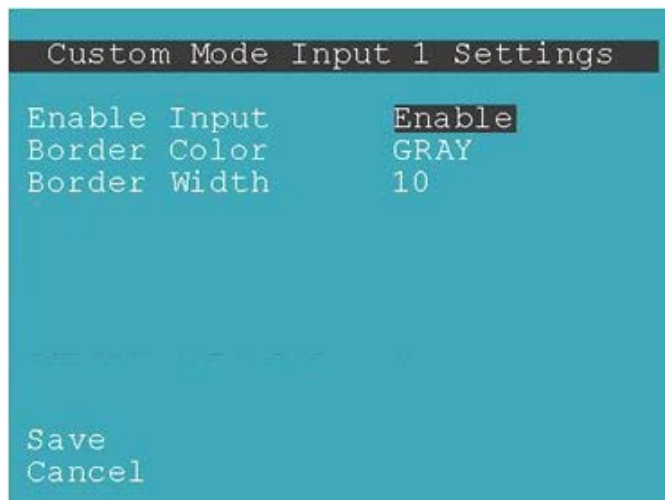 Custom Mode Input 1 Settings
Enable Input Enable
Border Color GRAY
Border Width 10
Save
Cancel